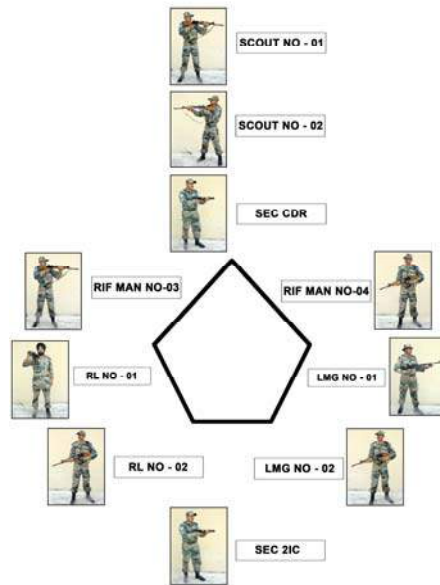 SCOUT NO - 01
SCOUT NO - 02
SEC CDR
RIF MAN NO-03
RIF MAN NO-04
RL NO - 01
LMG NO - 01
RL NO - 02
LMG NO - 02
SEC 2IC